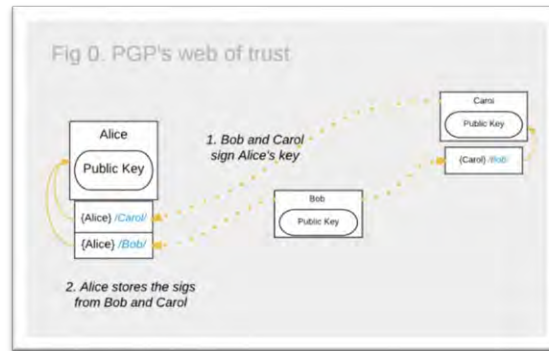 Fig 0. PGP's web of trust
Alice
Public Key
{Alice} /Carol/
{Alice} /Bob/
1. Bob and Carol
sign Alice's key
2. Alice stores the sigs
from Bob and Carol
Bob
Public Key
Carol
Public Key
{Carol} /Bob/